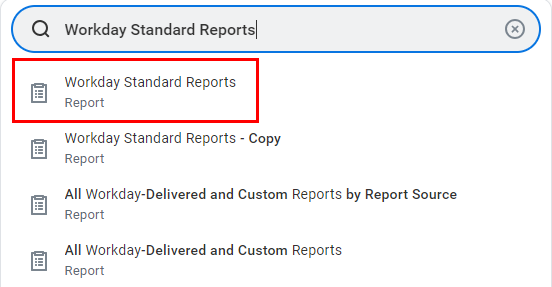 Workday Standard Reports
Workday Standard Reports
Report
Workday Standard Reports - Copy
Report
All Workday-Delivered and Custom Reports by Report Source
Report
All Workday-Delivered and Custom Reports
Report